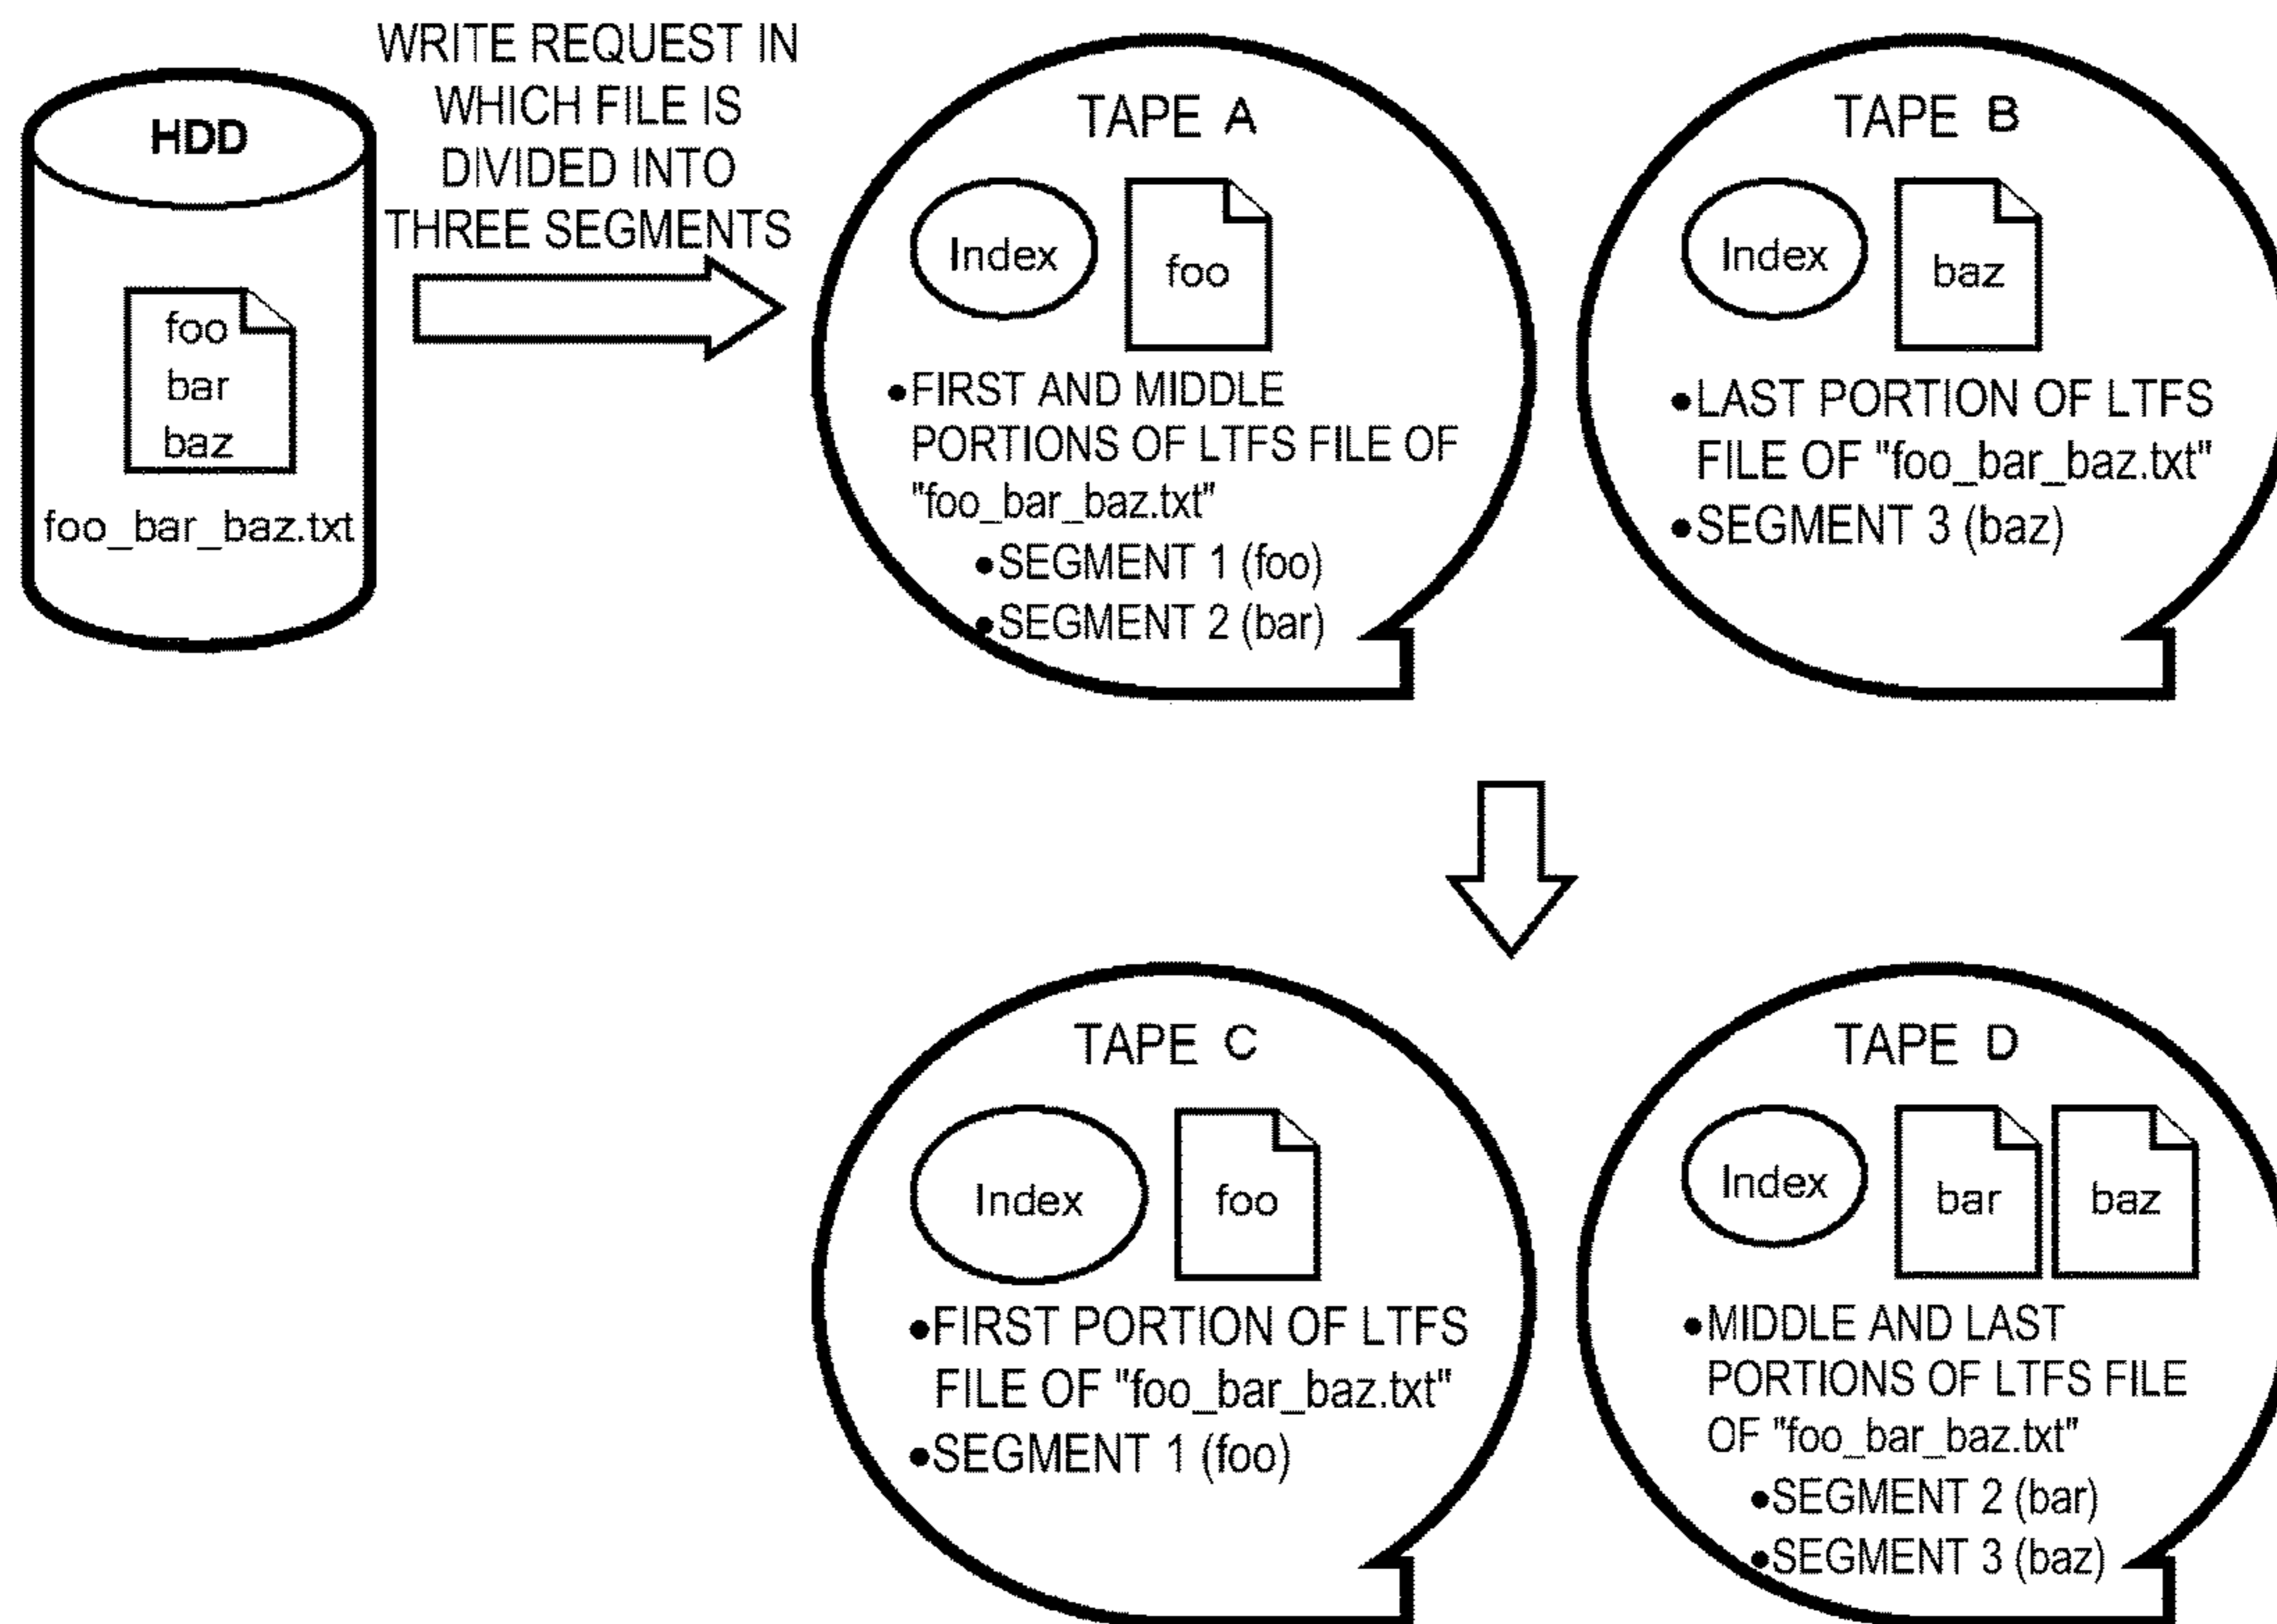 HDD
foo
bar
baz
foo_bar_baz.txt
WRITE REQUEST IN
WHICH FILE IS
DIVIDED INTO
THREE SEGMENTS
TAPE A
Index
foo
•FIRST AND MIDDLE
PORTIONS OF LTFS FILE OF
"foo_bar_baz.txt"
•SEGMENT 1 (foo)
•SEGMENT 2 (bar)
TAPE B
Index
baz
•LAST PORTION OF LTFS
FILE OF "foo_bar_baz.txt"
•SEGMENT 3 (baz)
TAPE C
Index
foo
•FIRST PORTION OF LTFS
FILE OF "foo_bar_baz.txt"
•SEGMENT 1 (foo)
TAPE D
Index
bar
baz
•MIDDLE AND LAST
PORTIONS OF LTFS FILE
OF "foo_bar_baz.txt"
•SEGMENT 2 (bar)
•SEGMENT 3 (baz)